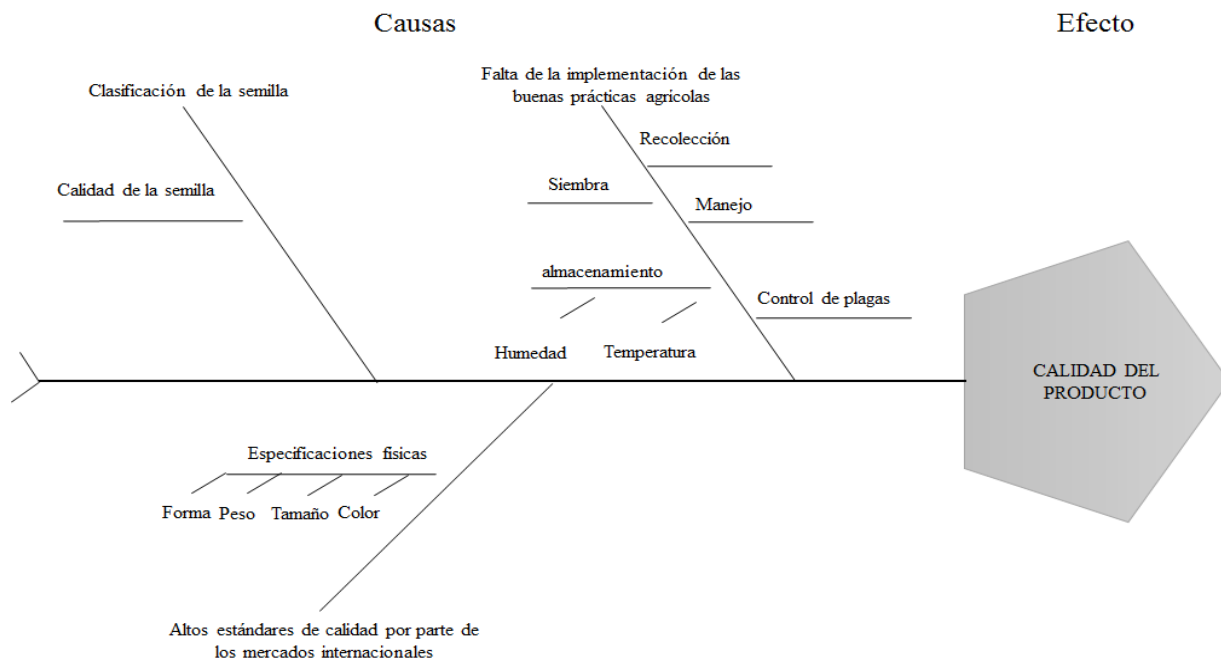 Causas
Efecto
Clasificación de la semilla
Falta de la implementación de las
buenas prácticas agrícolas
Recolección
Calidad de la semilla
Siembra
Manejo
almacenamiento
Control de plagas
Humedad
Temperatura
CALIDAD DEL
PRODUCTO
Especificaciones físicas
Forma
Peso
Tamaño
Color
Altos estándares de calidad por parte de
los mercados internacionales